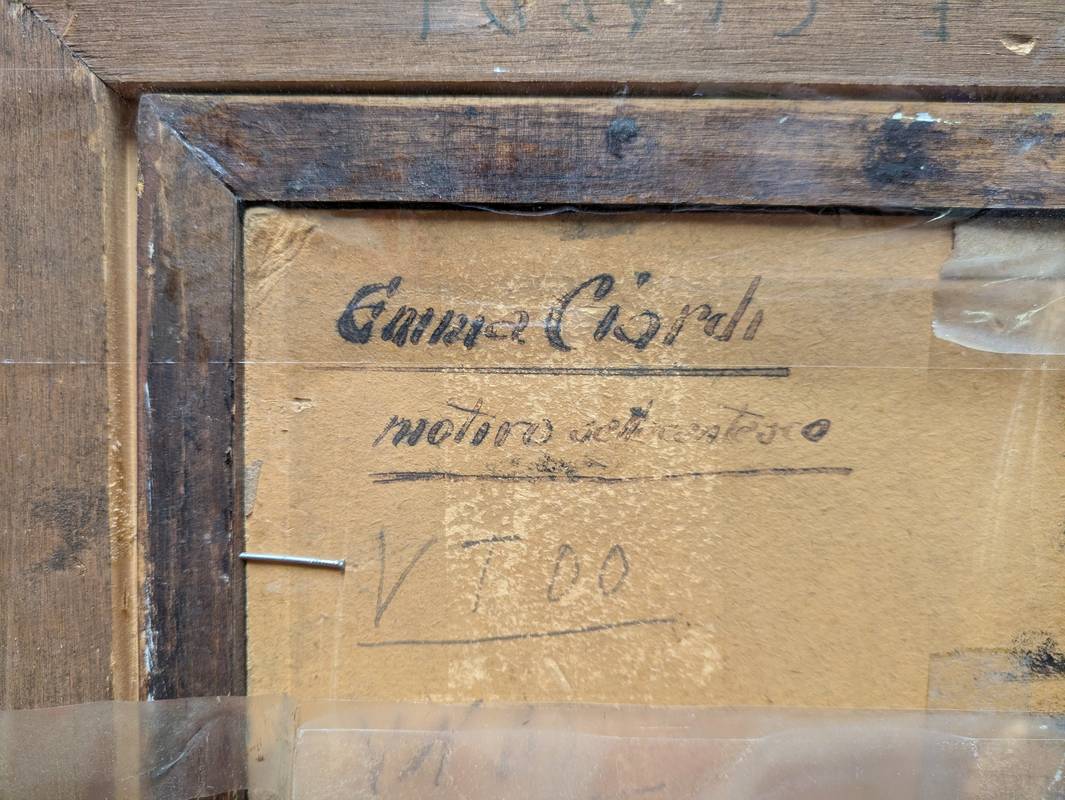 Emma Ciardi
motivo settecentesco
V T 00